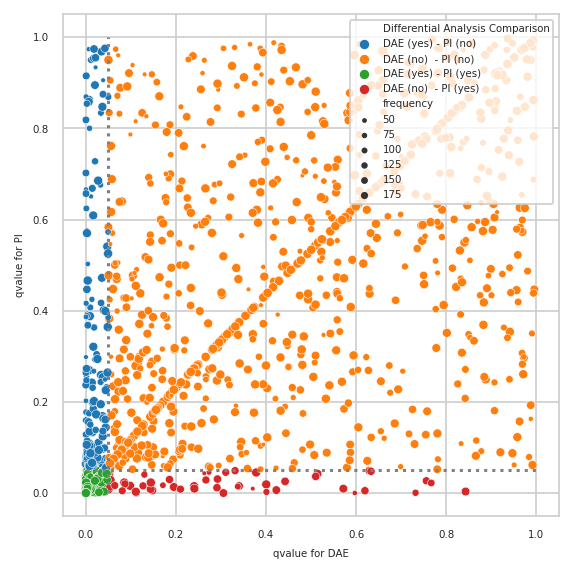 Differential Analysis Comparison
DAE (yes) - PI (no)
DAE (no) - PI (no)
DAE (yes) - PI (yes)
DAE (no) - PI (yes)
frequency
50
75
100
125
150
175
1.0
0.8
0.6
0.4
0.2
0.0
qvalue for PI
0.0 0.2 0.4 0.6 0.8 1.0
qvalue for DAE